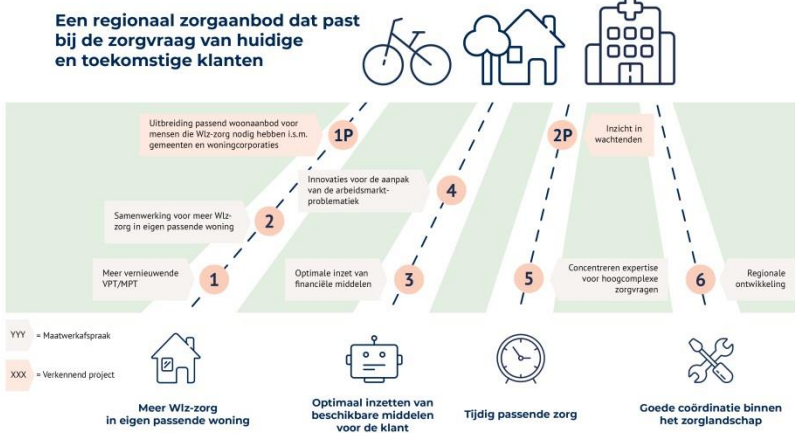 Een regionaal zorgaanbod dat past
bij de zorgvraag van huidige
en toekomstige klanten
Uitbreiding passend woonaanbod voor
mensen die Wlz-zorg nodig hebben i.s.m.
gemeenten en woningcorporaties
1P
2P
Inzicht in
wachtenden
Innovaties voor de aanpak
van de arbeidsmarkt-
problematiek
4
Samenwerking voor meer Wlz-
zorg in eigen passende woning
2
Meer vernieuwende
VPT/MPT
1
Optimale inzet van
financiële middelen
3
5
Concentreren expertise
voor hoogcomplexe
zorgvragen
6
Regionale
ontwikkeling
YYY = Maatwerkafspraak
XXX = Verkennend project
Meer Wlz-zorg
in eigen passende woning
Optimaal inzetten van
beschikbare middelen
voor de klant
Tijdig passende zorg
Goede coördinatie binnen
het zorglandschap